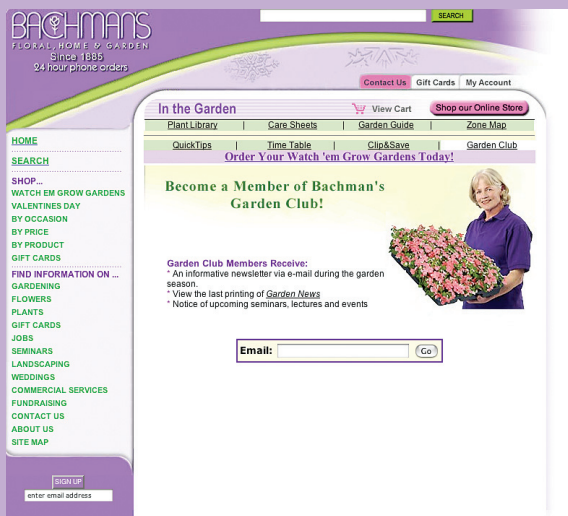 BACHMAN'S
FLORAL, HOME & GARDEN
Since 1885
24 hour phone orders
SEARCH
Contact Us
Gift Cards
My Account
In the Garden
View Cart
Shop our Online Store
Plant Library | Care Sheets | Garden Guide | Zone Map
QuickTips | Time Table | Clip&Save | Garden Club
Order Your Watch 'em Grow Gardens Today!
HOME
SEARCH
SHOP...
WATCH EM GROW GARDENS
VALENTINES DAY
BY OCCASION
BY PRICE
BY PRODUCT
GIFT CARDS
FIND INFORMATION ON ...
GARDENING
FLOWERS
PLANTS
GIFT CARDS
JOBS
SEMINARS
LANDSCAPING
WEDDINGS
COMMERCIAL SERVICES
FUNDRAISING
CONTACT US
ABOUT US
SITE MAP
SIGN UP
enter email address
Become a Member of Bachman's
Garden Club!
Garden Club Members Receive:
* An informative newsletter via e-mail during the garden
season.
* View the last printing of Garden News
* Notice of upcoming seminars, lectures and events
Email:
Go